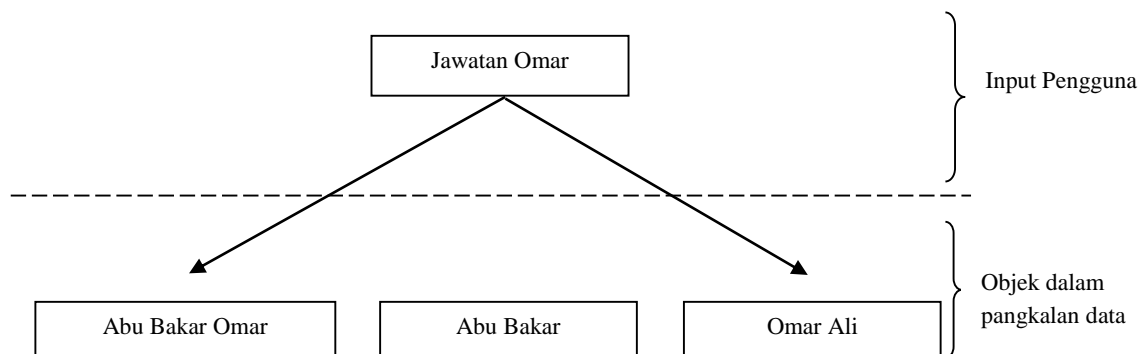 Jawatan Omar
Input Pengguna
Abu Bakar Omar
Abu Bakar
Omar Ali
Objek dalam
pangkalan data